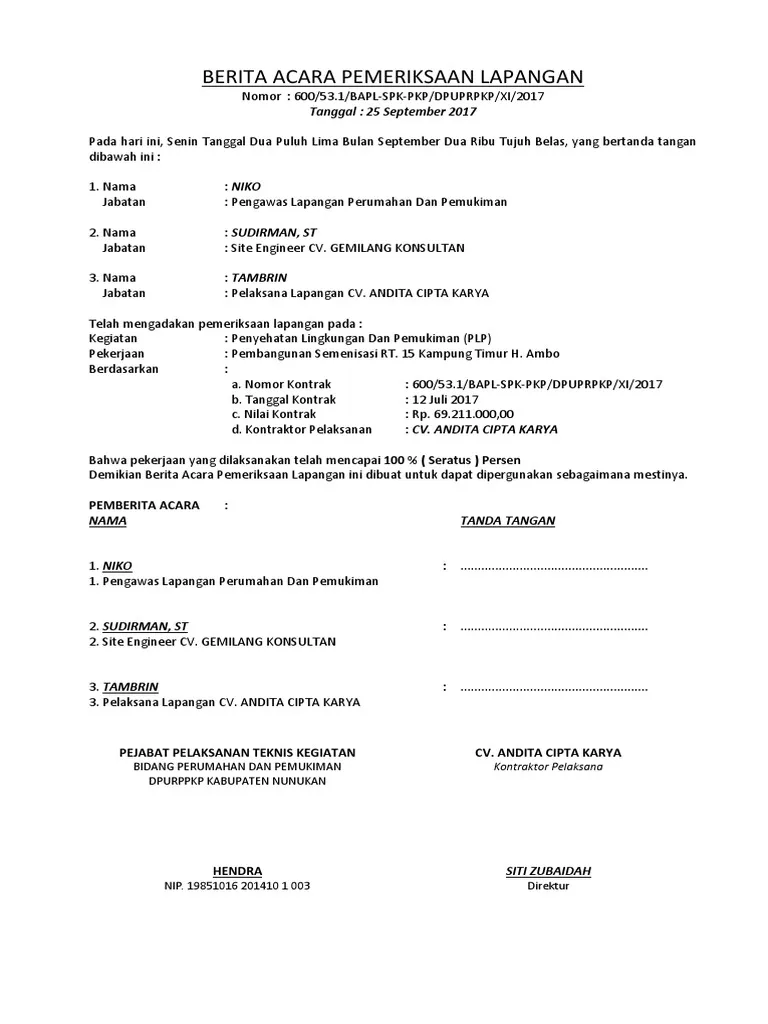 BERITA ACARA PEMERIKSAAN LAPANGAN
Nomor : 600/53.1/BAPL-SPK-PKP/DPUPRPKP/XI/2017
Tanggal : 25 September 2017
Pada hari ini, Senin Tanggal Dua Puluh Lima Bulan September Dua Ribu Tujuh Belas, yang bertanda tangan
dibawah ini :
1. Nama : NIKO
Jabatan : Pengawas Lapangan Perumahan Dan Pemukiman
2. Nama : SUDIRMAN, ST
Jabatan : Site Engineer CV. GEMILANG KONSULTAN
3. Nama : TAMBRIN
Jabatan : Pelaksana Lapangan CV. ANDITA CIPTA KARYA
Telah mengadakan pemeriksaan lapangan pada :
Kegiatan : Penyehatan Lingkungan Dan Pemukiman (PLP)
Pekerjaan : Pembangunan Semenisasi RT. 15 Kampung Timur H. Ambo
Berdasarkan :
a. Nomor Kontrak : 600/53.1/BAPL-SPK-PKP/DPUPRPKP/XI/2017
b. Tanggal Kontrak : 12 Juli 2017
c. Nilai Kontrak : Rp. 69.211.000,00
d. Kontraktor Pelaksanan : CV. ANDITA CIPTA KARYA
Bahwa pekerjaan yang dilaksanakan telah mencapai 100 % ( Seratus ) Persen
Demikian Berita Acara Pemeriksaan Lapangan ini dibuat untuk dapat dipergunakan sebagaimana mestinya.
PEMBERITA ACARA :
NAMA TANDA TANGAN
1. NIKO : ......................................................
1. Pengawas Lapangan Perumahan Dan Pemukiman
2. SUDIRMAN, ST : ......................................................
2. Site Engineer CV. GEMILANG KONSULTAN
3. TAMBRIN : ......................................................
3. Pelaksana Lapangan CV. ANDITA CIPTA KARYA
PEJABAT PELAKSANAN TEKNIS KEGIATAN CV. ANDITA CIPTA KARYA
BIDANG PERUMAHAN DAN PEMUKIMAN Kontraktor Pelaksana
DPURPPKP KABUPATEN NUNUKAN
HENDRA SITI ZUBAIDAH
NIP. 19851016 201410 1 003 Direktur